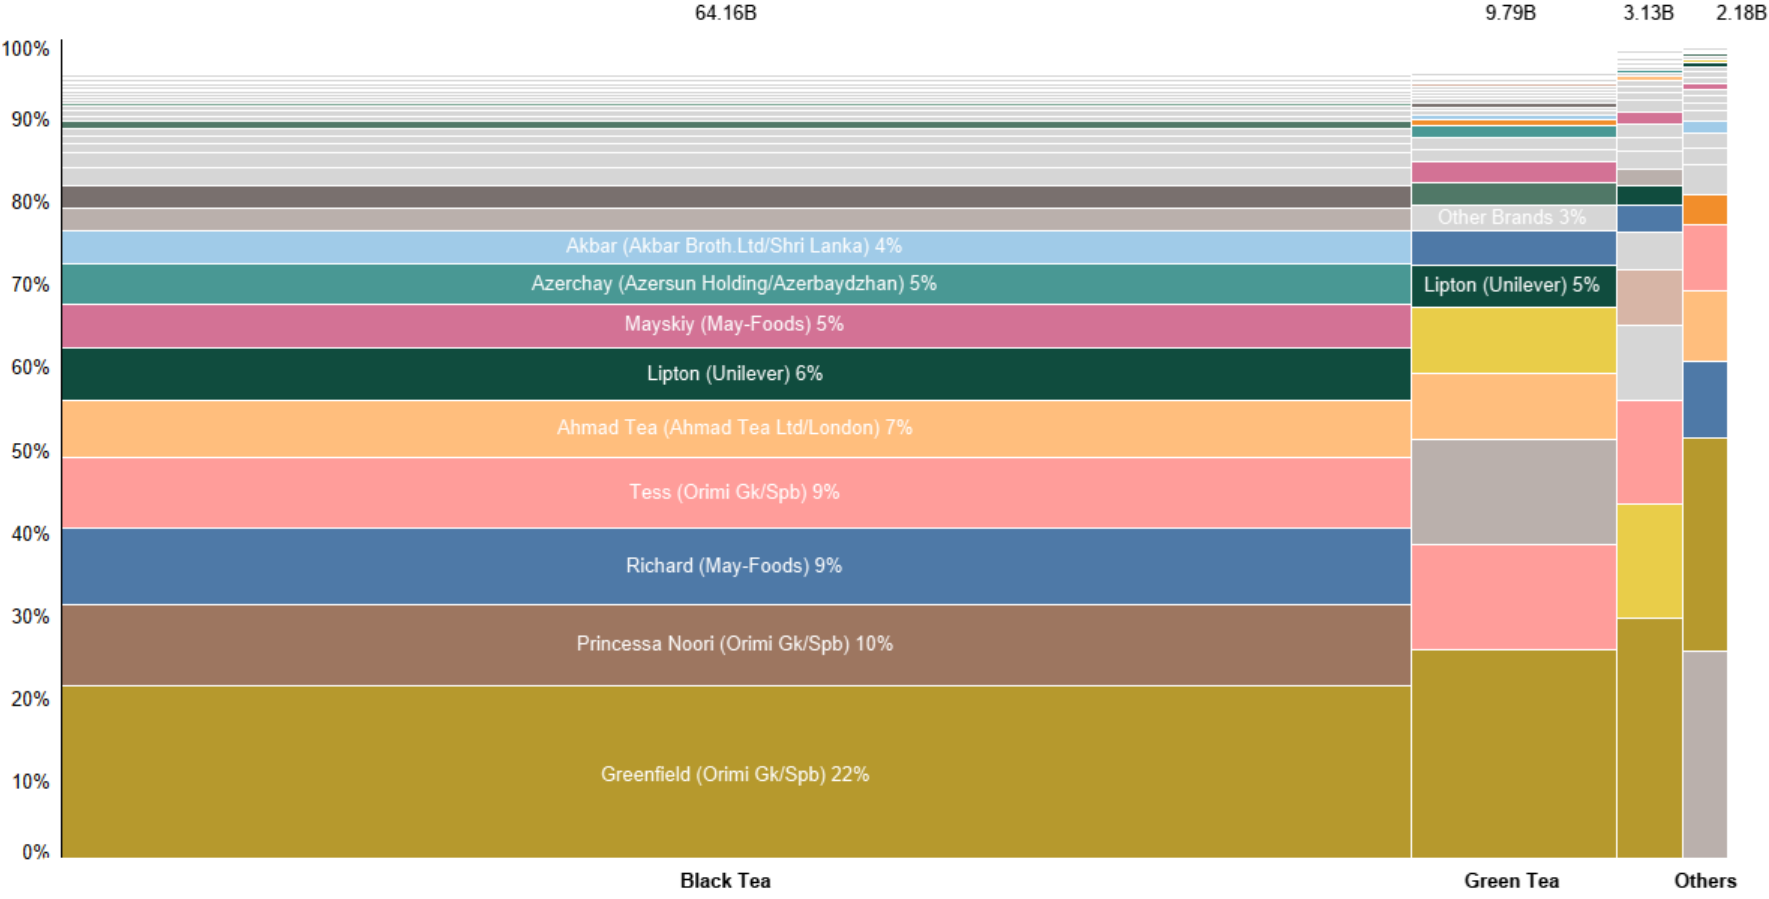 64.16B 9.79B 3.13B 2.18B
100%
90%
80%
Other Brands 3%
Akbar (Akbar Broth.Ltd/Shri Lanka) 4%
70%
Azerchay (Azersun Holding/Azerbaydzhan) 5%
Lipton (Unilever) 5%
Mayskiy (May-Foods) 5%
60%
Lipton (Unilever) 6%
Ahmad Tea (Ahmad Tea Ltd/London) 7%
50%
Tess (Orimi Gk/Spb) 9%
40%
Richard (May-Foods) 9%
30%
Princessa Noori (Orimi Gk/Spb) 10%
20%
10%
Greenfield (Orimi Gk/Spb) 22%
0%
Black Tea Green Tea Others